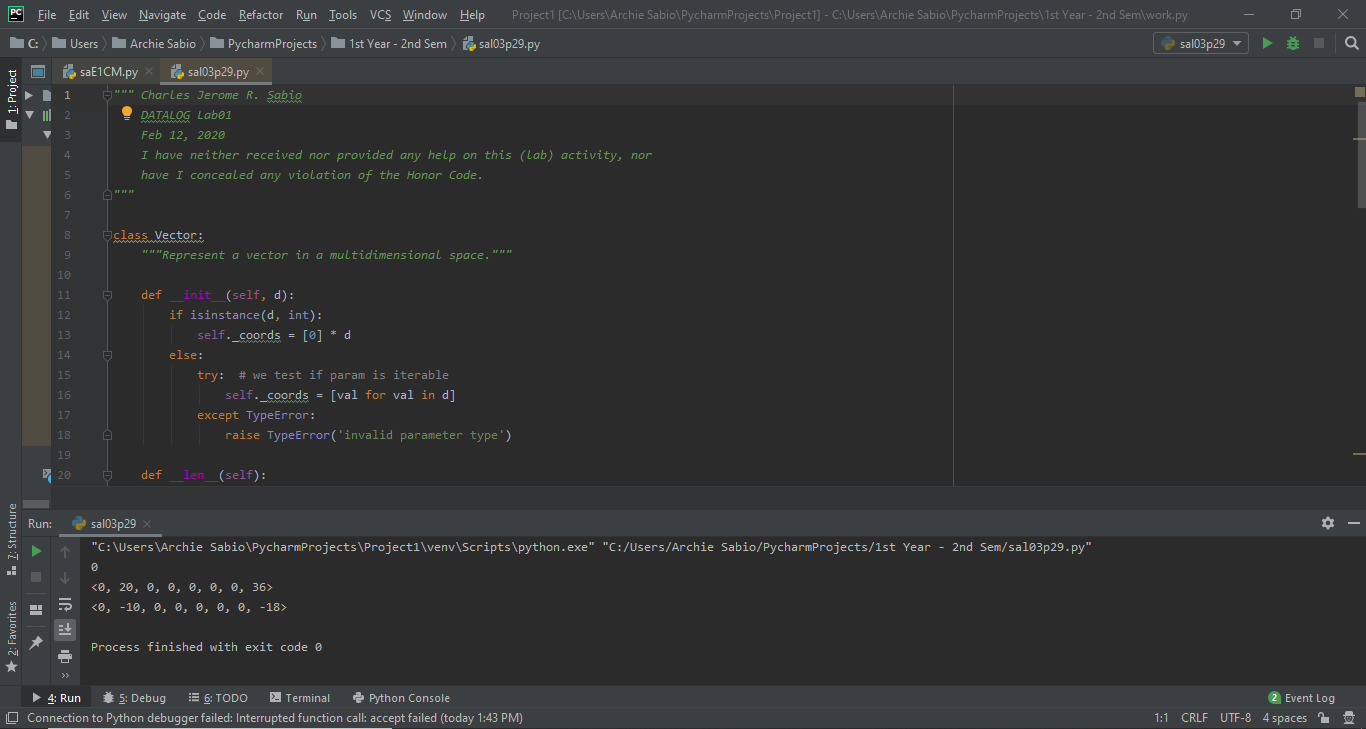 PC File Edit View Navigate Code Refactor Run Tools VCS Window Help Project1 [C:\Users\Archie Sabio\PycharmProjects\Project1] - C:\Users\Archie Sabio\PycharmProjects\1st Year - 2nd Sem\work.py
C: Users Archie Sabio PycharmProjects 1st Year - 2nd Sem sal03p29.py sal03p29
1: Project
saE1CM.py sal03p29.py
1 """ Charles Jerome R. Sabio
2 DATALOG Lab01
3 Feb 12, 2020
4 I have neither received nor provided any help on this (lab) activity, nor
5 have I concealed any violation of the Honor Code.
6 """
7
8 class Vector:
9 """Represent a vector in a multidimensional space."""
10
11 def __init__(self, d):
12 if isinstance(d, int):
13 self._coords = [0] * d
14 else:
15 try: # we test if param is iterable
16 self._coords = [val for val in d]
17 except TypeError:
18 raise TypeError('invalid parameter type')
19
20 def __len__(self):
7: Structure
2: Favorites
Run: sal03p29
"C:\Users\Archie Sabio\PycharmProjects\Project1\venv\Scripts\python.exe" "C:/Users/Archie Sabio/PycharmProjects/1st Year - 2nd Sem/sal03p29.py"
0
<0, 20, 0, 0, 0, 0, 0, 36>
<0, -10, 0, 0, 0, 0, 0, -18>
Process finished with exit code 0
4: Run 5: Debug 6: TODO Terminal Python Console 2 Event Log
Connection to Python debugger failed: Interrupted function call: accept failed (today 1:43 PM) 1:1 CRLF UTF-8 4 spaces